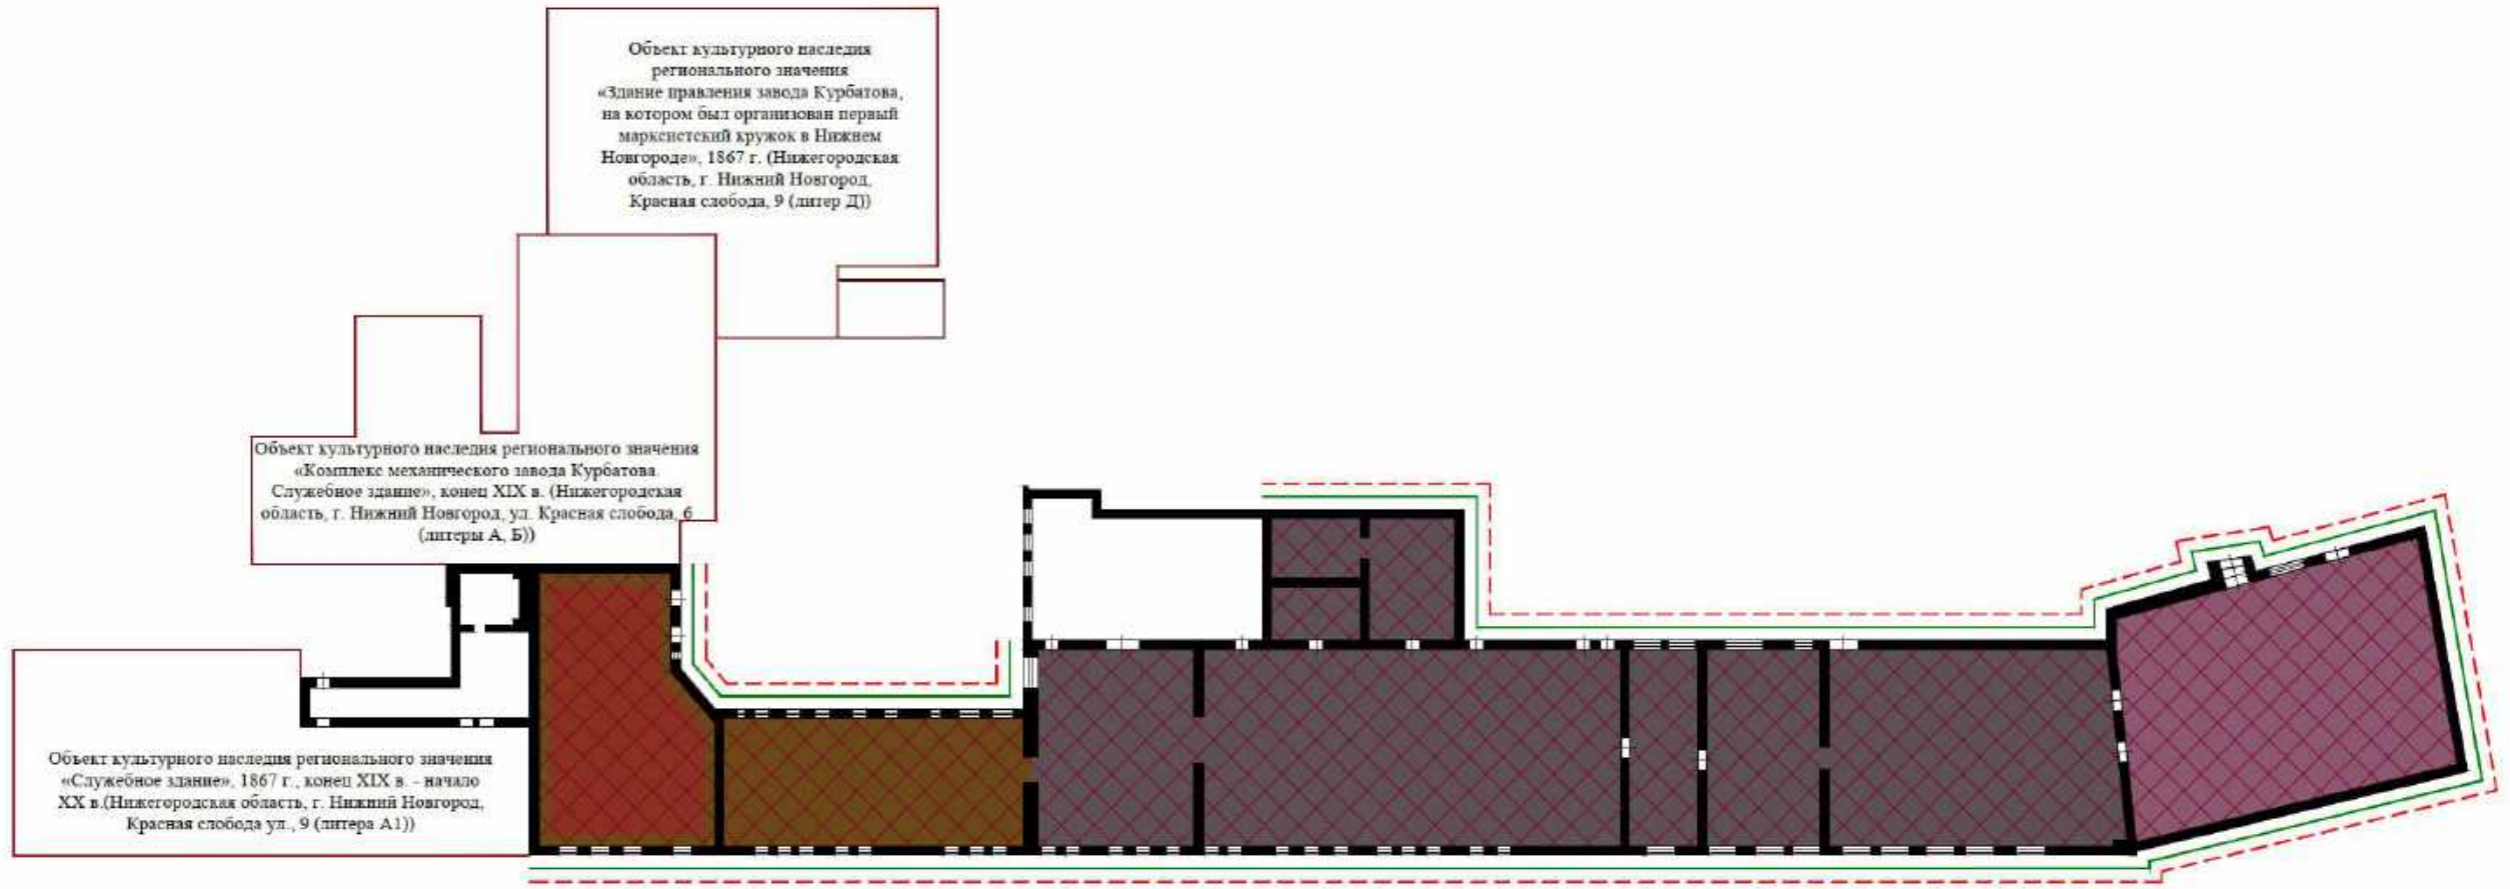 Объект культурного наследия
регионального значения
«Здание правления завода Курбатова,
на котором был организован первый
марксистский кружок в Нижнем
Новгороде», 1867 г. (Нижегородская
область, г. Нижний Новгород,
Красная слобода, 9 (литер Д))
Объект культурного наследия регионального значения
«Комплекс механического завода Курбатова.
Служебное здание», конец XIX в. (Нижегородская
область, г. Нижний Новгород, ул. Красная слобода, 6
(литеры А, Б))
Объект культурного наследия регионального значения
«Служебное здание», 1867 г., конец XIX в. - начало
XX в.(Нижегородская область, г. Нижний Новгород,
Красная слобода ул., 9 (литера А1))